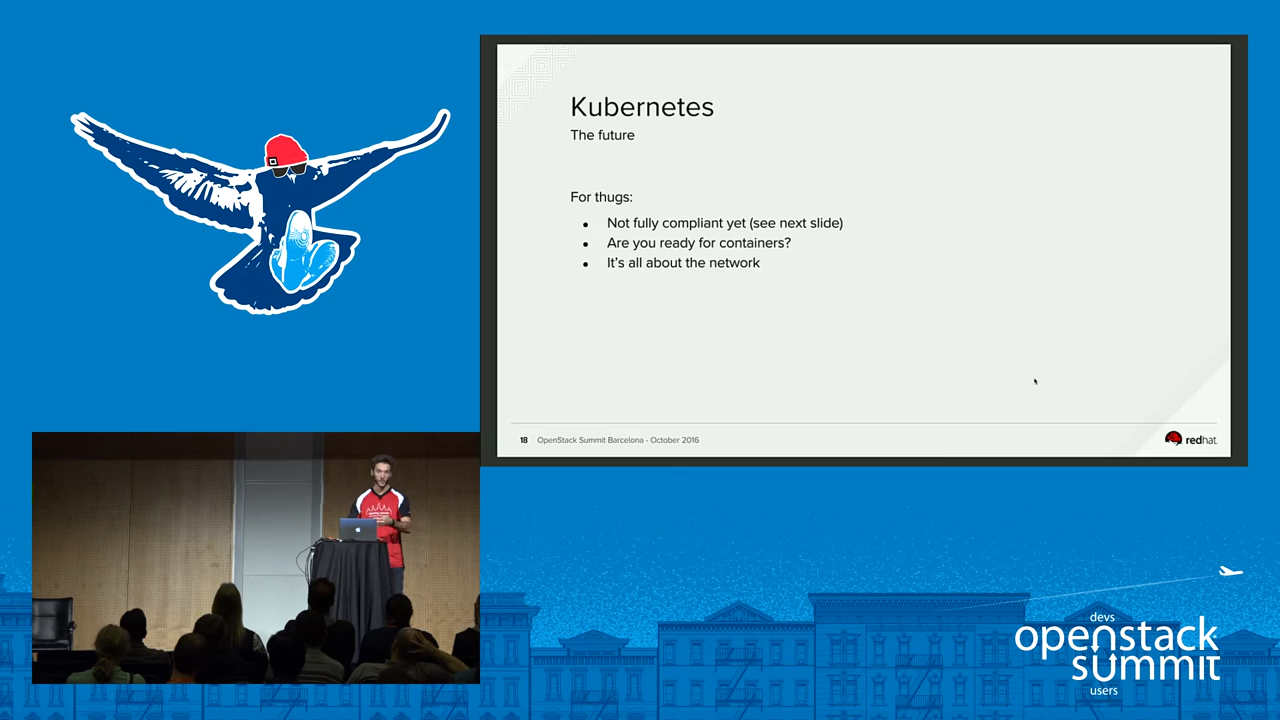 Kubernetes
The future
For thugs:
● Not fully compliant yet (see next slide)
● Are you ready for containers?
● It's all about the network
18 OpenStack Summit Barcelona - October 2016
redhat.
devs
openstack
summit
users